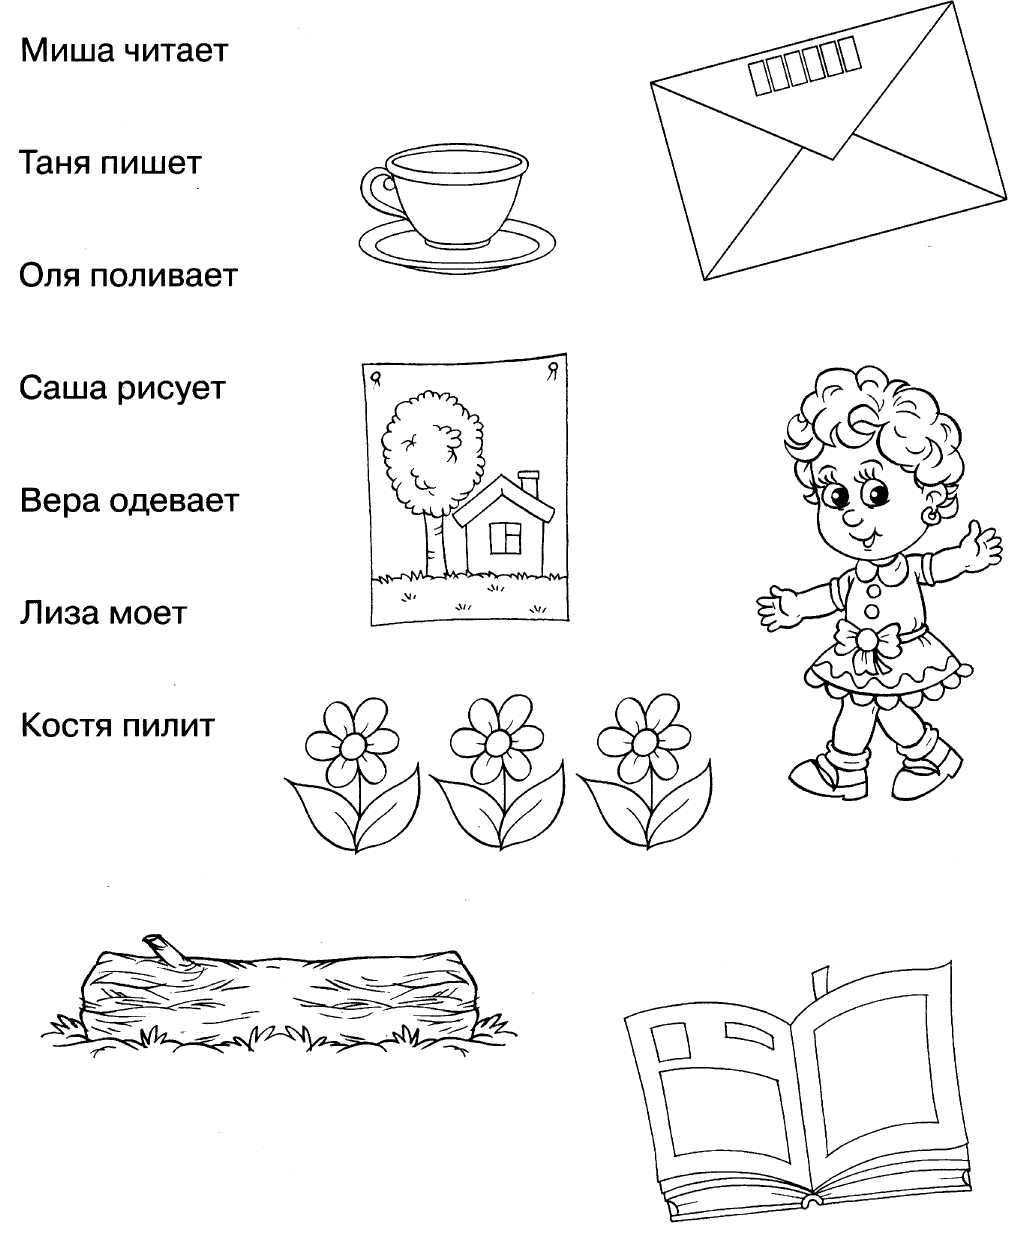 Миша читает
Таня пишет
Оля поливает
Саша рисует
Вера одевает
Лиза моет
Костя пилит